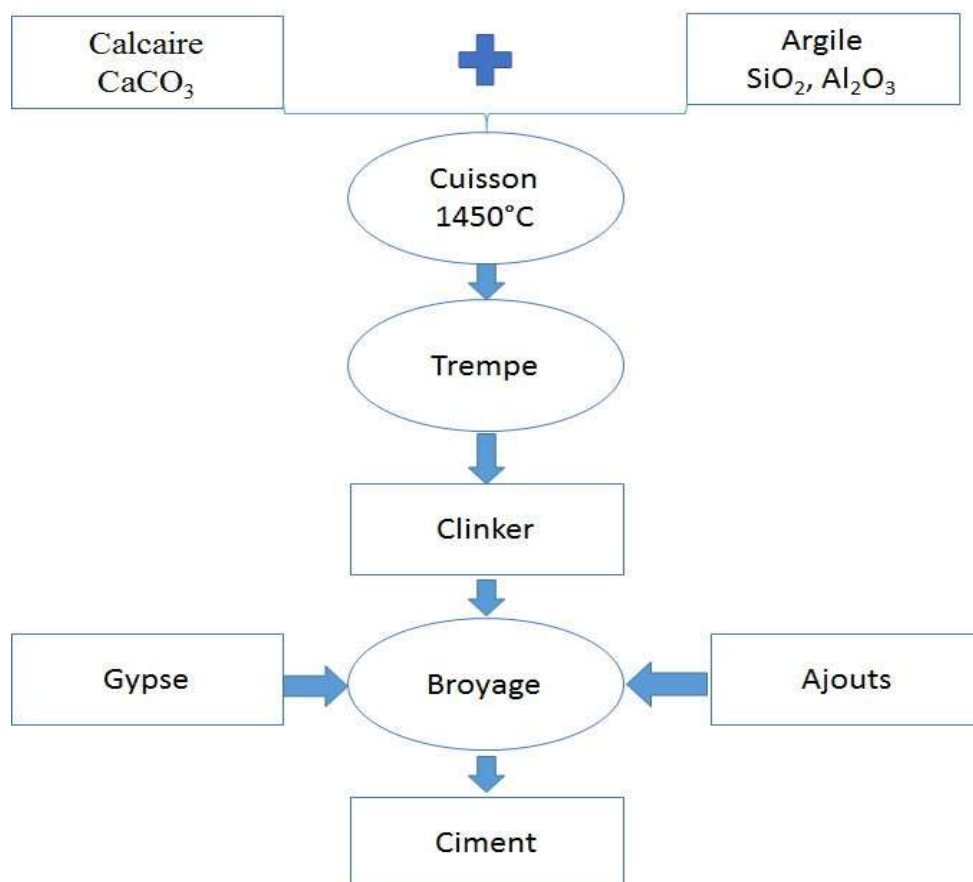 Calcaire
CaCO₃
Argile
SiO₂, Al₂O₃
Cuisson
1450°C
Trempe
Clinker
Gypse
Broyage
Ajouts
Ciment